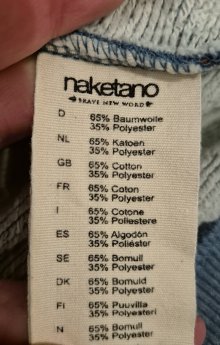 naketano
BRAVE NEW WORD
D 65% Baumwolle
35% Polyester
NL 65% Katoen
35% Polyester
GB 65% Cotton
35% Polyester
FR 65% Coton
35% Polyester
I 65% Cotone
35% Poliestere
ES 65% Algodón
35% Poliéster
SE 65% Bomull
35% Polyester
DK 65% Bomuld
35% Polyester
FI 65% Puuvilla
35% Polyesteri
N 65% Bomull
35% Polyester